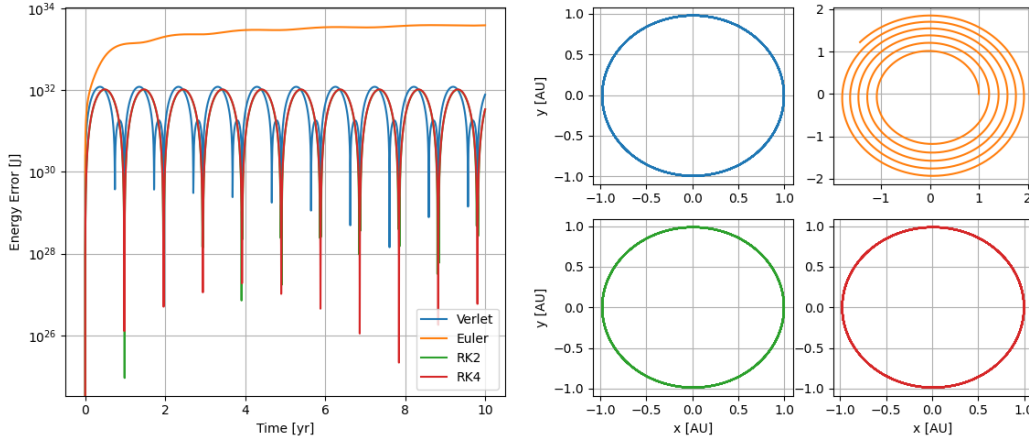 Energy Error [J]
10^34
10^32
10^30
10^28
10^26
0 2 4 6 8 10
Time [yr]
Verlet
Euler
RK2
RK4
y [AU]
1.0
0.5
0.0
−0.5
−1.0
−1.0 −0.5 0.0 0.5 1.0
2
1
0
−1
−2
−1 0 1 2
y [AU]
1.0
0.5
0.0
−0.5
−1.0
−1.0 −0.5 0.0 0.5 1.0
x [AU]
1.0
0.5
0.0
−0.5
−1.0
−1.0 −0.5 0.0 0.5 1.0
x [AU]